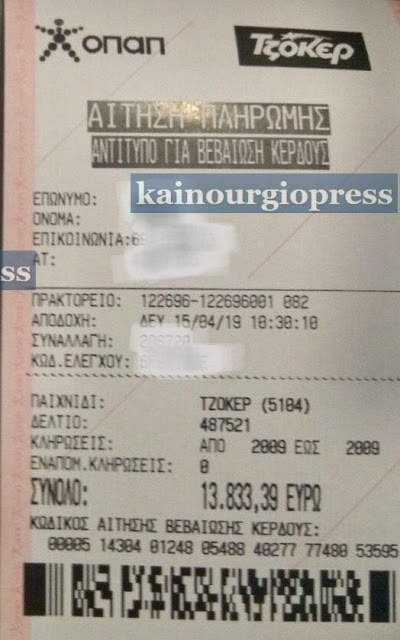 οπαπ ΤΖΟΚΕΡ
ΑΙΤΗΣΗ ΠΛΗΡΩΜΗΣ
ΑΝΤΙΤΥΠΟ ΓΙΑ ΒΕΒΑΙΩΣΗ ΚΕΡΔΟΥΣ
ΕΠΩΝΥΜΟ:
kainourgiopress
ΟΝΟΜΑ:
ΕΠΙΚΟΙΝΩΝΙΑ:
ΑΤ:
ss
ΠΡΑΚΤΟΡΕΙΟ: 122696-122696001 082
ΑΠΟΔΟΧΗ: ΔΕΥ 15/04/19 10:30:10
ΣΥΝΑΛΛΑΓΗ:
ΚΩΔ.ΕΛΕΓΧΟΥ:
ΠΑΙΧΝΙΔΙ: ΤΖΟΚΕΡ (5104)
ΔΕΛΤΙΟ: 487521
ΚΛΗΡΩΣΕΙΣ: ΑΠΟ 2009 ΕΩΣ 2009
ΕΝΑΠΟΜ.ΚΛΗΡΩΣΕΙΣ: 0
ΣΥΝΟΛΟ: 13.833,39 ΕΥΡΩ
ΚΩΔΙΚΟΣ ΑΙΤΗΣΗΣ ΒΕΒΑΙΩΣΗΣ ΚΕΡΔΟΥΣ:
00005 14304 01248 05488 40277 77480 53595